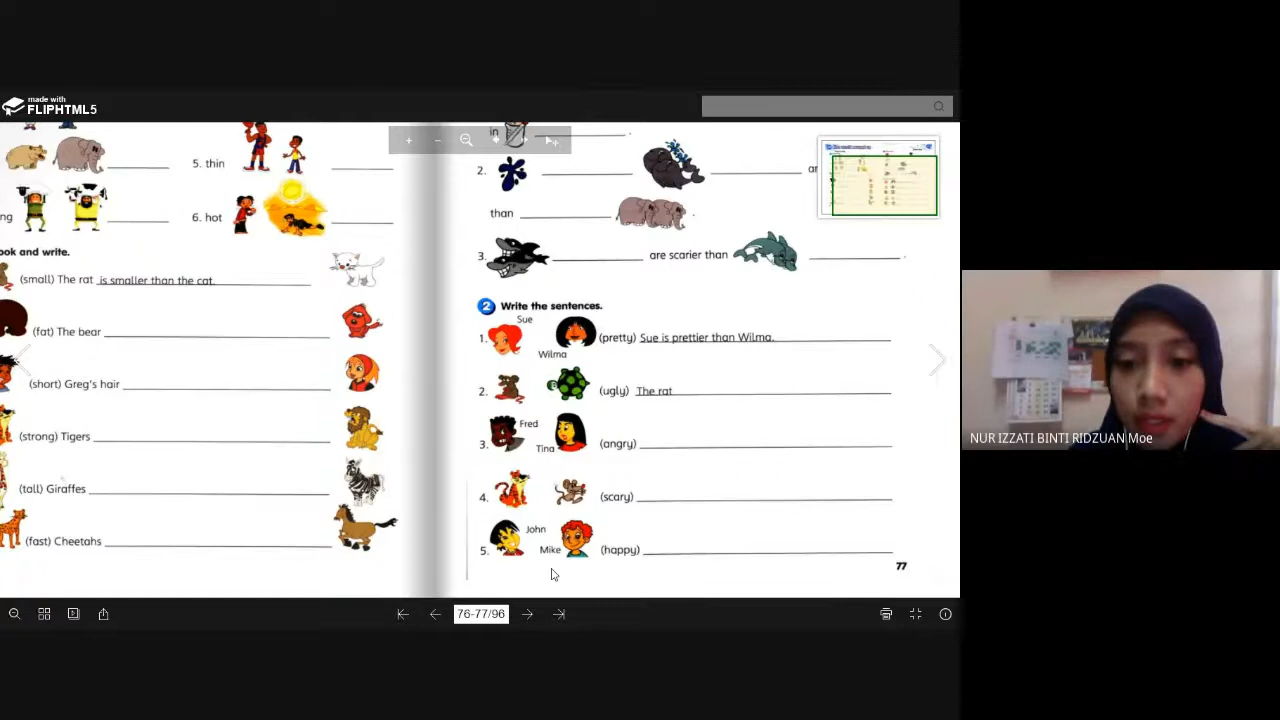 made with
FLIPHTML5
5. thin
ng
6. hot
ook and write.
(small) The rat is smaller than the cat.
(fat) The bear
(short) Greg's hair
(strong) Tigers
(tall) Giraffes
(fast) Cheetahs
in .
2. ar
than .
3. are scarier than .
2 Write the sentences.
1. Sue Wilma (pretty) Sue is prettier than Wilma.
2. (ugly) The rat
3. Fred Tina (angry)
4. (scary)
5. John Mike (happy)
77
76-77/96
NUR IZZATI BINTI RIDZUAN Moe